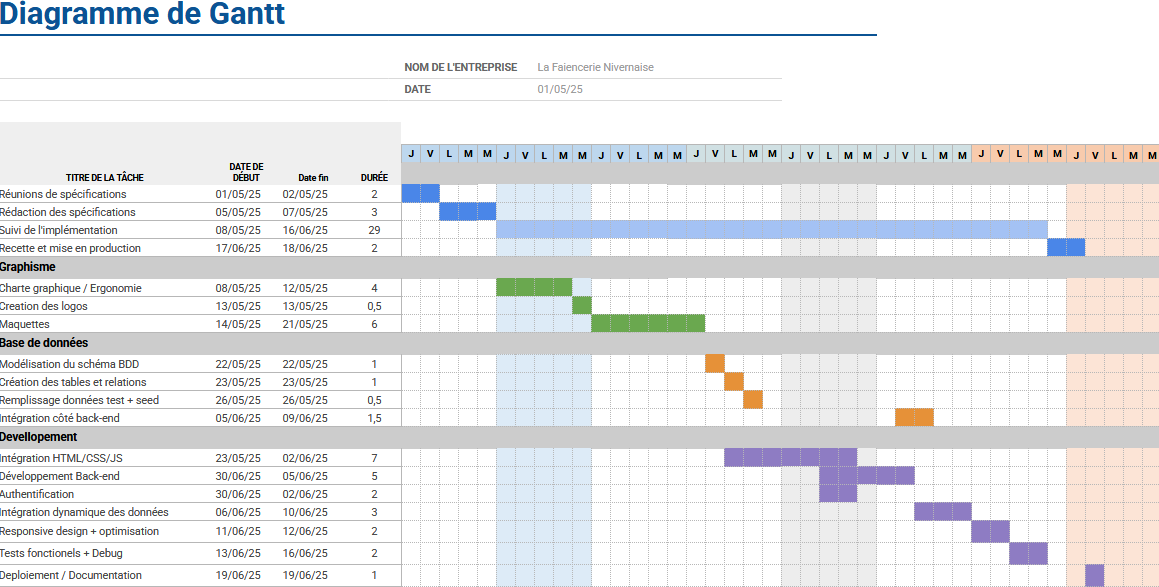 Diagramme de Gantt
NOM DE L'ENTREPRISE La Faiencerie Nivernaise
DATE 01/05/25
J V L M M J V L M M J V L M M J V L M M J V L M M J V L M M J V L M M J V L M M
TITRE DE LA TÂCHE DATE DE DÉBUT Date fin DURÉE
Réunions de spécifications 01/05/25 02/05/25 2
Rédaction des spécifications 05/05/25 07/05/25 3
Suivi de l'implémentation 08/05/25 16/06/25 29
Recette et mise en production 17/06/25 18/06/25 2
Graphisme
Charte graphique / Ergonomie 08/05/25 12/05/25 4
Creation des logos 13/05/25 13/05/25 0,5
Maquettes 14/05/25 21/05/25 6
Base de données
Modélisation du schéma BDD 22/05/25 22/05/25 1
Création des tables et relations 23/05/25 23/05/25 1
Remplissage données test + seed 26/05/25 26/05/25 0,5
Intégration côté back-end 05/06/25 09/06/25 1,5
Devellopement
Intégration HTML/CSS/JS 23/05/25 02/06/25 7
Développement Back-end 30/06/25 05/06/25 5
Authentification 30/06/25 02/06/25 2
Intégration dynamique des données 06/06/25 10/06/25 3
Responsive design + optimisation 11/06/25 12/06/25 2
Tests fonctionels + Debug 13/06/25 16/06/25 2
Deploiement / Documentation 19/06/25 19/06/25 1